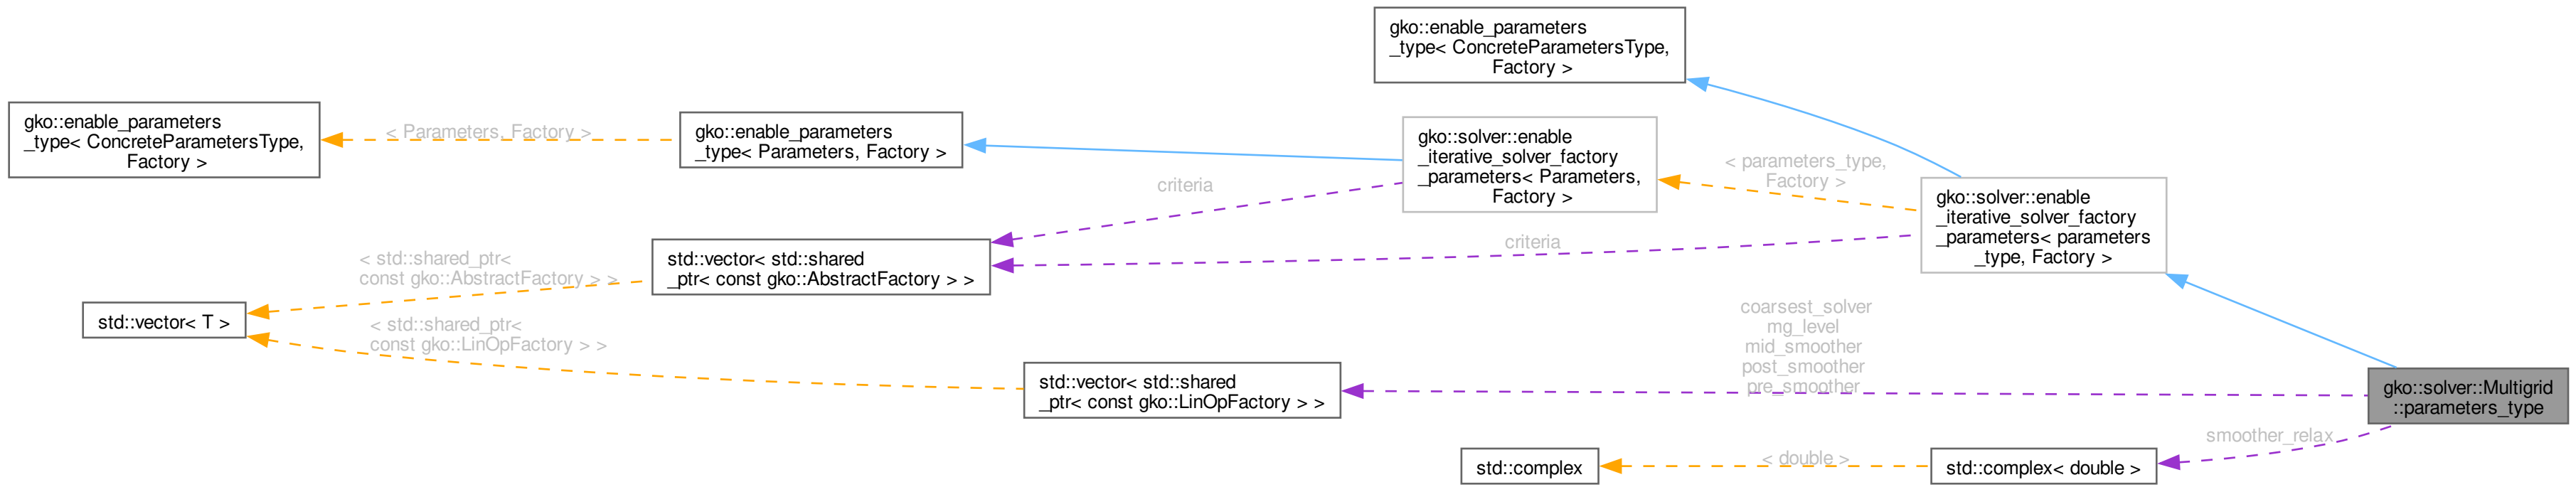 gko::enable_parameters
_type< ConcreteParametersType,
Factory >
gko::enable_parameters
_type< ConcreteParametersType,
Factory >
< Parameters, Factory >
gko::enable_parameters
_type< Parameters, Factory >
gko::solver::enable
_iterative_solver_factory
_parameters< Parameters,
Factory >
< parameters_type,
Factory >
criteria
gko::solver::enable
_iterative_solver_factory
_parameters< parameters
_type, Factory >
criteria
std::vector< std::shared
_ptr< const gko::AbstractFactory > >
< std::shared_ptr<
const gko::AbstractFactory > >
std::vector< T >
< std::shared_ptr<
const gko::LinOpFactory > >
std::vector< std::shared
_ptr< const gko::LinOpFactory > >
coarsest_solver
mg_level
mid_smoother
post_smoother
pre_smoother
gko::solver::Multigrid
::parameters_type
smoother_relax
std::complex
< double >
std::complex< double >